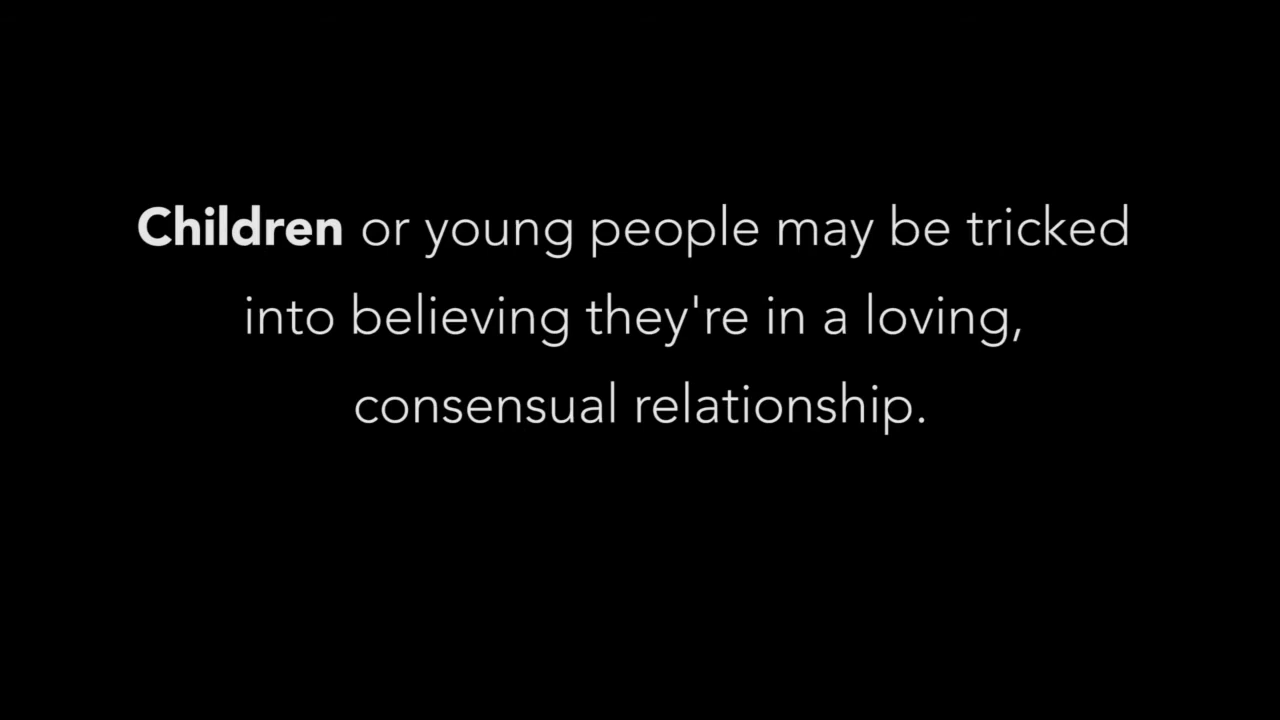 Children or young people may be tricked
into believing they're in a loving,
consensual relationship.